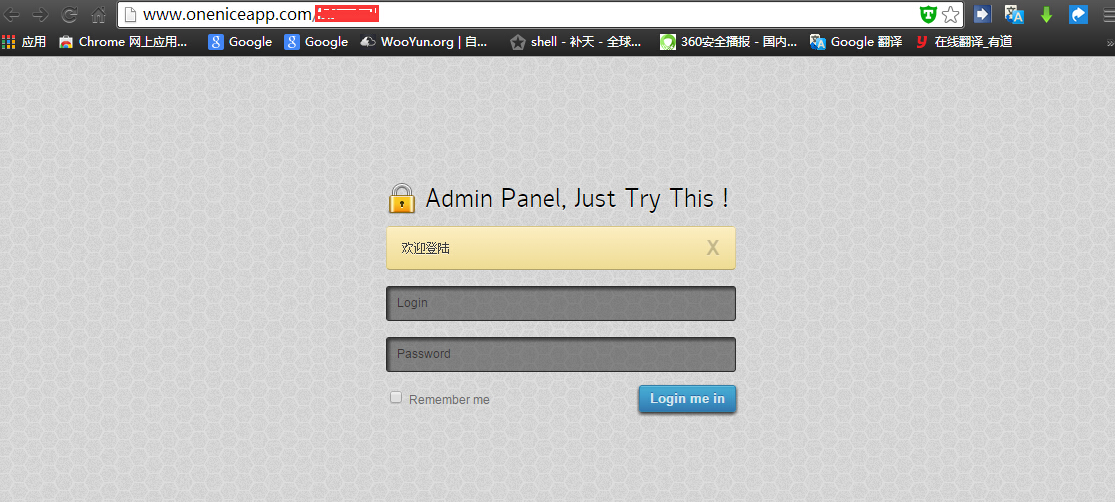 www.oneniceapp.com/
应用 Chrome 网上应用... Google Google WooYun.org | 自... shell - 补天 - 全球... 360安全播报 - 国内... Google 翻译 在线翻译_有道 »
Admin Panel, Just Try This !
欢迎登陆 X
Login
Password
Remember me Login me in